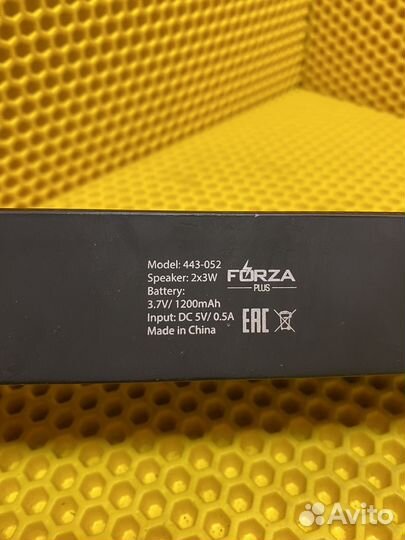 Model: 443-052
Speaker: 2x3W
Battery:
3.7V/ 1200mAh
Input: DC 5V/ 0.5A
Made in China
FORZA
PLUS
EAC
Avito